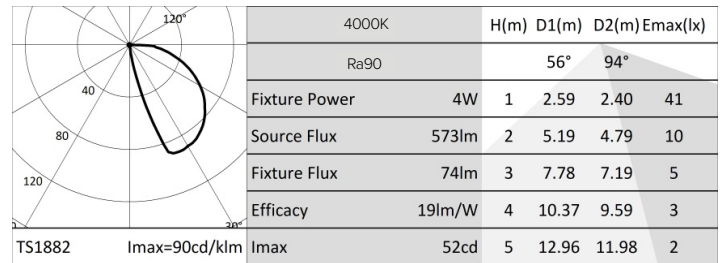 120°
40
80
120
30°
TS1882 Imax=90cd/klm
4000K H(m) D1(m) D2(m) Emax(lx)
Ra90 56° 94°
Fixture Power 4W 1 2.59 2.40 41
Source Flux 573lm 2 5.19 4.79 10
Fixture Flux 74lm 3 7.78 7.19 5
Efficacy 19lm/W 4 10.37 9.59 3
Imax 52cd 5 12.96 11.98 2